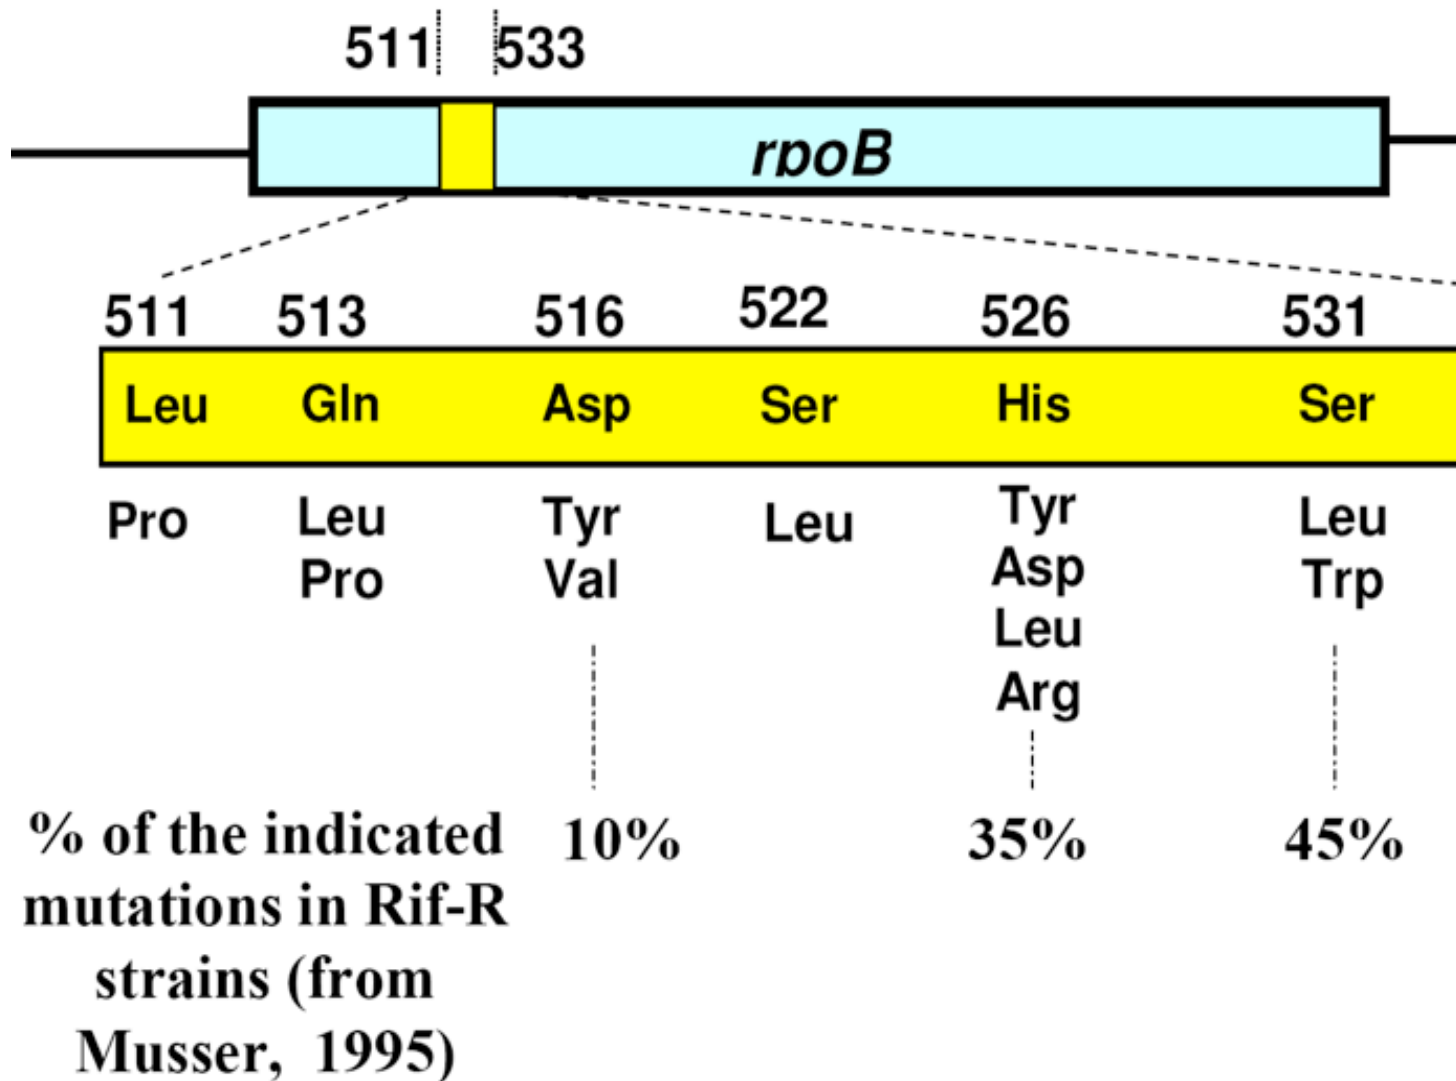 511 533
rpoB
511 513 516 522 526 531
Leu Gln Asp Ser His Ser
Pro Leu Tyr Leu Tyr Leu
Pro Val Asp Trp
Leu
Arg
% of the indicated 10% 35% 45%
mutations in Rif-R
strains (from
Musser, 1995)